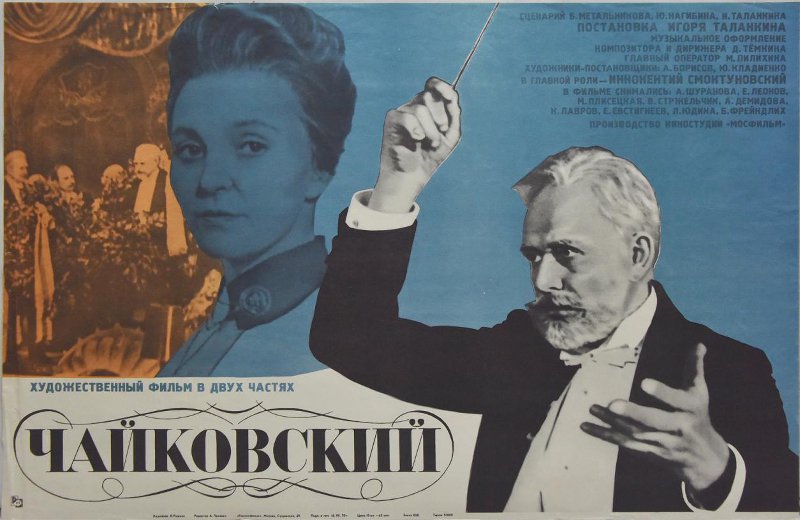 СЦЕНАРИЙ Б. МЕТАЛЬНИКОВА, Ю. НАГИБИНА, И. ТАЛАНКИНА
ПОСТАНОВКА ИГОРЯ ТАЛАНКИНА
МУЗЫКАЛЬНОЕ ОФОРМЛЕНИЕ
КОМПОЗИТОРА И ДИРИЖЕРА Д. ТЁМКИНА
ГЛАВНЫЙ ОПЕРАТОР М. ПИЛИХИНА
ХУДОЖНИКИ-ПОСТАНОВЩИКИ: А. БОРИСОВ, Ю. КЛАДИЕНКО
В ГЛАВНОЙ РОЛИ — ИННОКЕНТИЙ СМОКТУНОВСКИЙ
В ФИЛЬМЕ СНИМАЛИСЬ: А. ШУРАНОВА, Е. ЛЕОНОВ,
М. ПЛИСЕЦКАЯ, В. СТРЖЕЛЬЧИК, А. ДЕМИДОВА,
К. ЛАВРОВ, Е. ЕВСТИГНЕЕВ, Л. ЮДИНА, Б. ФРЕЙНДЛИХ
ПРОИЗВОДСТВО КИНОСТУДИИ «МОСФИЛЬМ»
ХУДОЖЕСТВЕННЫЙ ФИЛЬМ В ДВУХ ЧАСТЯХ
ЧАЙКОВСКИЙ